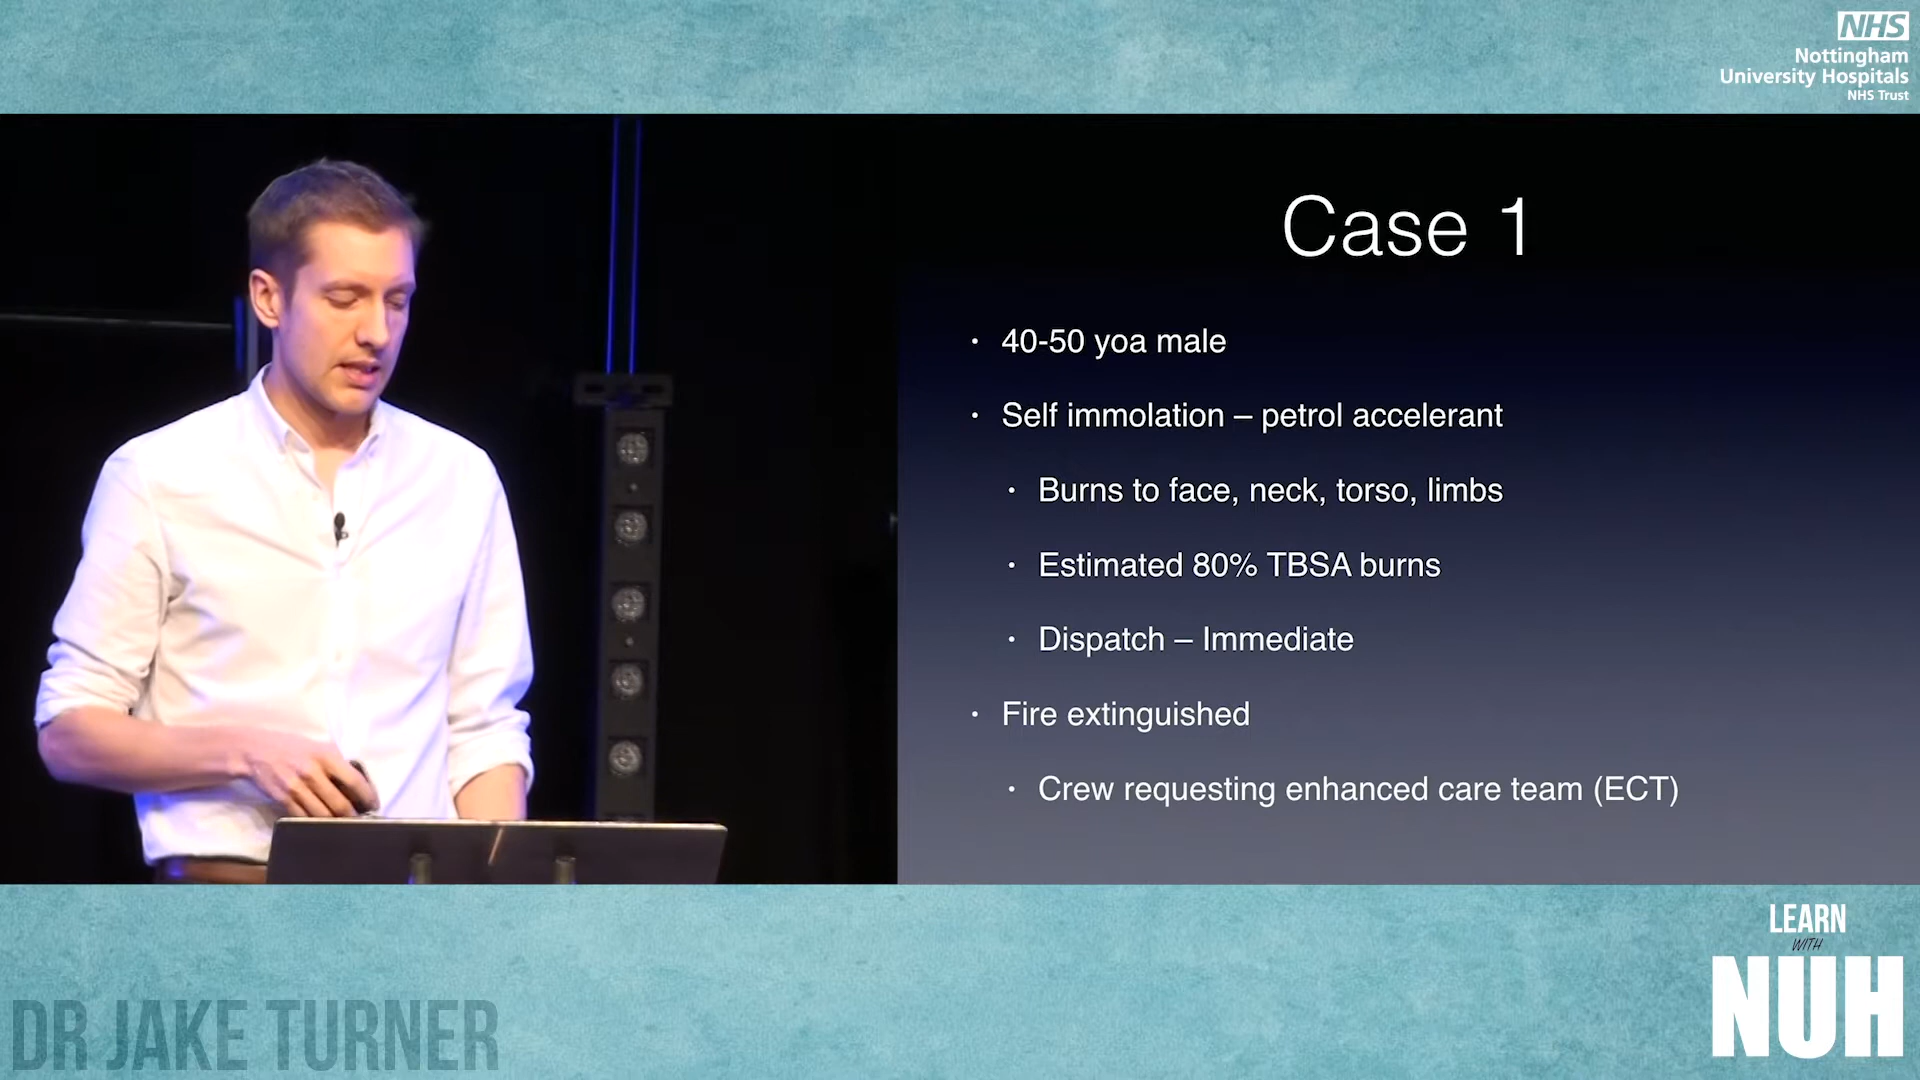 NHS
Nottingham
University Hospitals
NHS Trust
Case 1
• 40-50 yoa male
• Self immolation – petrol accelerant
• Burns to face, neck, torso, limbs
• Estimated 80% TBSA burns
• Dispatch – Immediate
• Fire extinguished
• Crew requesting enhanced care team (ECT)
LEARN
WITH
NUH
DR JAKE TURNER